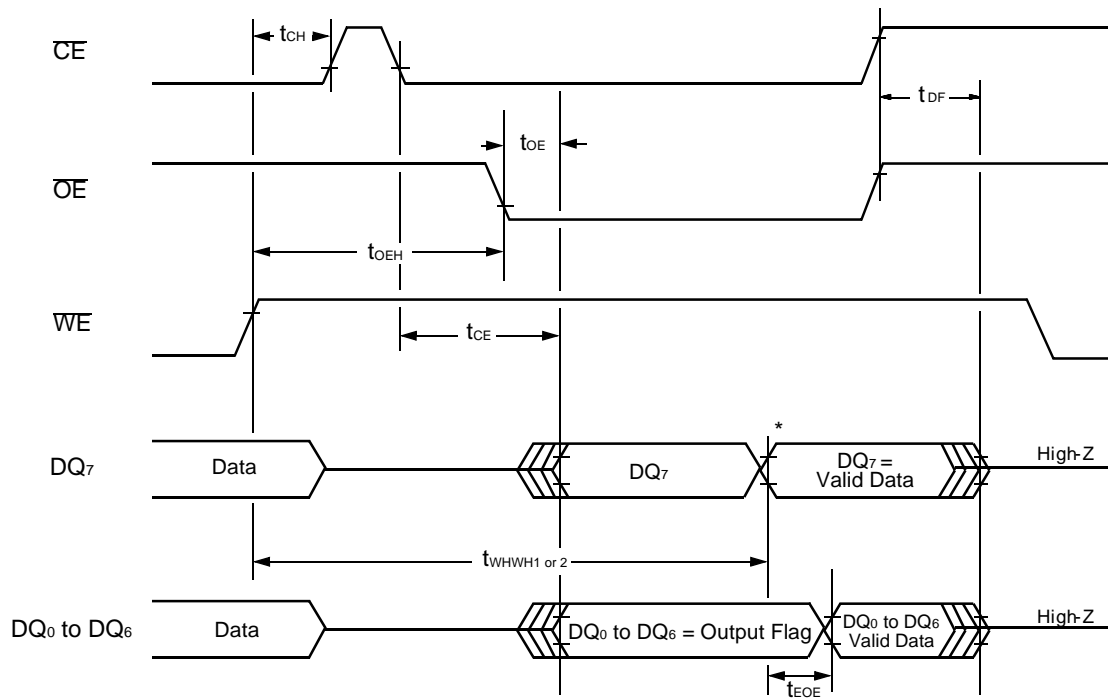 CE
tCH
tDF
OE
tOE
tOEH
WE
tCE
*
DQ7
Data
DQ7
DQ7 =
Valid Data
High-Z
tWHWH1 or 2
DQ0 to DQ6
Data
DQ0 to DQ6 = Output Flag
DQ0 to DQ6
Valid Data
High-Z
tEOE